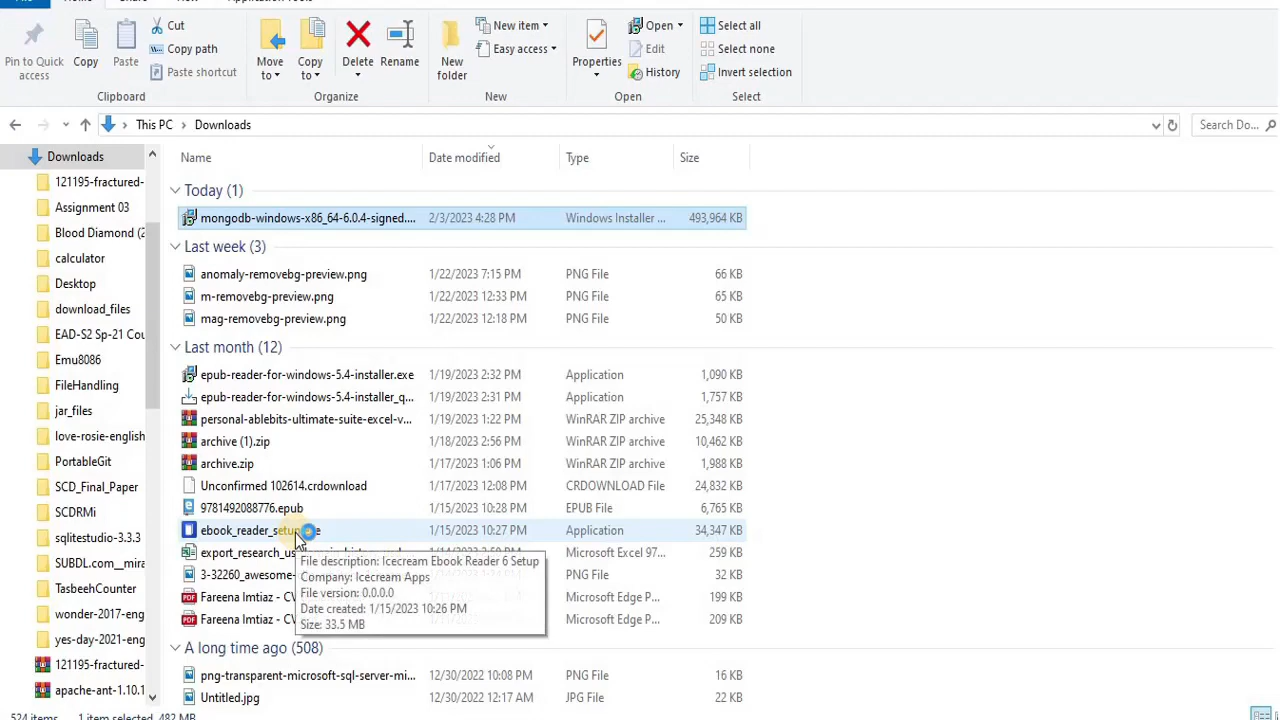 Home
Share
View
Application Tools
Pin to Quick access
Copy
Paste
Cut
Copy path
Paste shortcut
Clipboard
Move to
Copy to
Delete
Rename
Organize
New folder
New item
Easy access
New
Properties
Open
Edit
History
Open
Select all
Select none
Invert selection
Select
This PC > Downloads
Search Do...
Downloads
121195-fractured-
Assignment 03
Blood Diamond (2
calculator
Desktop
download_files
EAD-S2 Sp-21 Cou
Emu8086
FileHandling
jar_files
love-rosie-english
PortableGit
SCD_Final_Paper
SCDRMi
sqlitestudio-3.3.3
SUBDL.com__mira
TasbeehCounter
wonder-2017-eng
yes-day-2021-eng
121195-fractured-
apache-ant-1.10.1
Name Date modified Type Size
Today (1)
mongodb-windows-x86_64-6.0.4-signed.... 2/3/2023 4:28 PM Windows Installer ... 493,964 KB
Last week (3)
anomaly-removebg-preview.png 1/22/2023 7:15 PM PNG File 66 KB
m-removebg-preview.png 1/22/2023 12:33 PM PNG File 65 KB
mag-removebg-preview.png 1/22/2023 12:18 PM PNG File 50 KB
Last month (12)
epub-reader-for-windows-5.4-installer.exe 1/19/2023 2:32 PM Application 1,090 KB
epub-reader-for-windows-5.4-installer_q... 1/19/2023 2:31 PM Application 1,757 KB
personal-ablebits-ultimate-suite-excel-v... 1/19/2023 1:22 PM WinRAR ZIP archive 25,348 KB
archive (1).zip 1/18/2023 2:56 PM WinRAR ZIP archive 10,462 KB
archive.zip 1/17/2023 1:06 PM WinRAR ZIP archive 1,988 KB
Unconfirmed 102614.crdownload 1/17/2023 12:08 PM CRDOWNLOAD File 24,832 KB
9781492088776.epub 1/15/2023 10:28 PM EPUB File 6,765 KB
ebook_reader_setu e 1/15/2023 10:27 PM Application 34,347 KB
export_research_us Microsoft Excel 97... 259 KB
3-32260_awesome- PNG File 32 KB
Fareena Imtiaz - CV Microsoft Edge P... 199 KB
Fareena Imtiaz - CV Microsoft Edge P... 209 KB
File description: Icecream Ebook Reader 6 Setup
Company: Icecream Apps
File version: 0.0.0.0
Date created: 1/15/2023 10:26 PM
Size: 33.5 MB
A long time ago (508)
png-transparent-microsoft-sql-server-mi... 12/30/2022 10:08 PM PNG File 16 KB
Untitled.jpg 12/30/2022 12:17 AM JPG File 22 KB
524 items 1 item selected, 482 MB